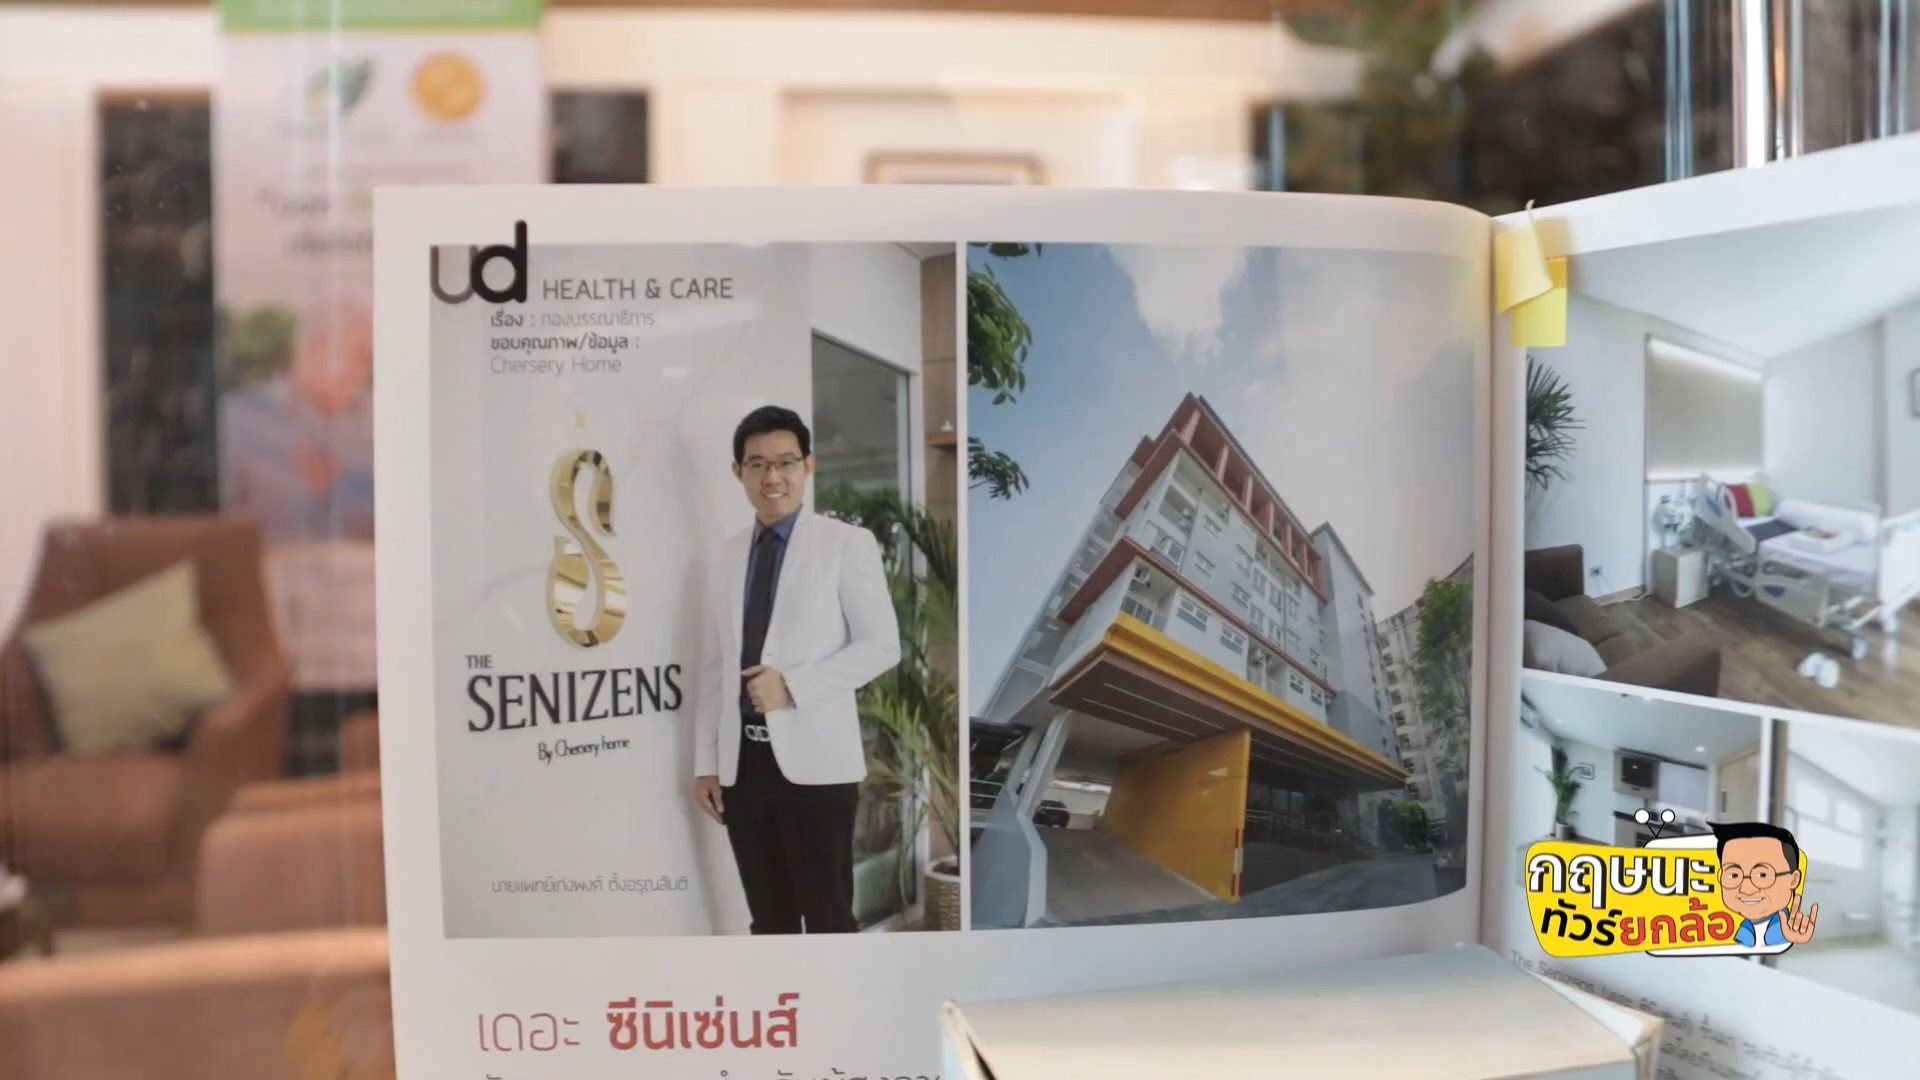 ud HEALTH & CARE
เรื่อง : กองบรรณาธิการ
ขอบคุณภาพ/ข้อมูล :
Chersery Home
THE
SENIZENS
By Chersery home
นายแพทย์เก่งพงศ์ ตั้งอรุณสันติ
เดอะ ซีนิเซ่นส์
The Senizens
กฤษนะ
ทัวร์ยกล้อ